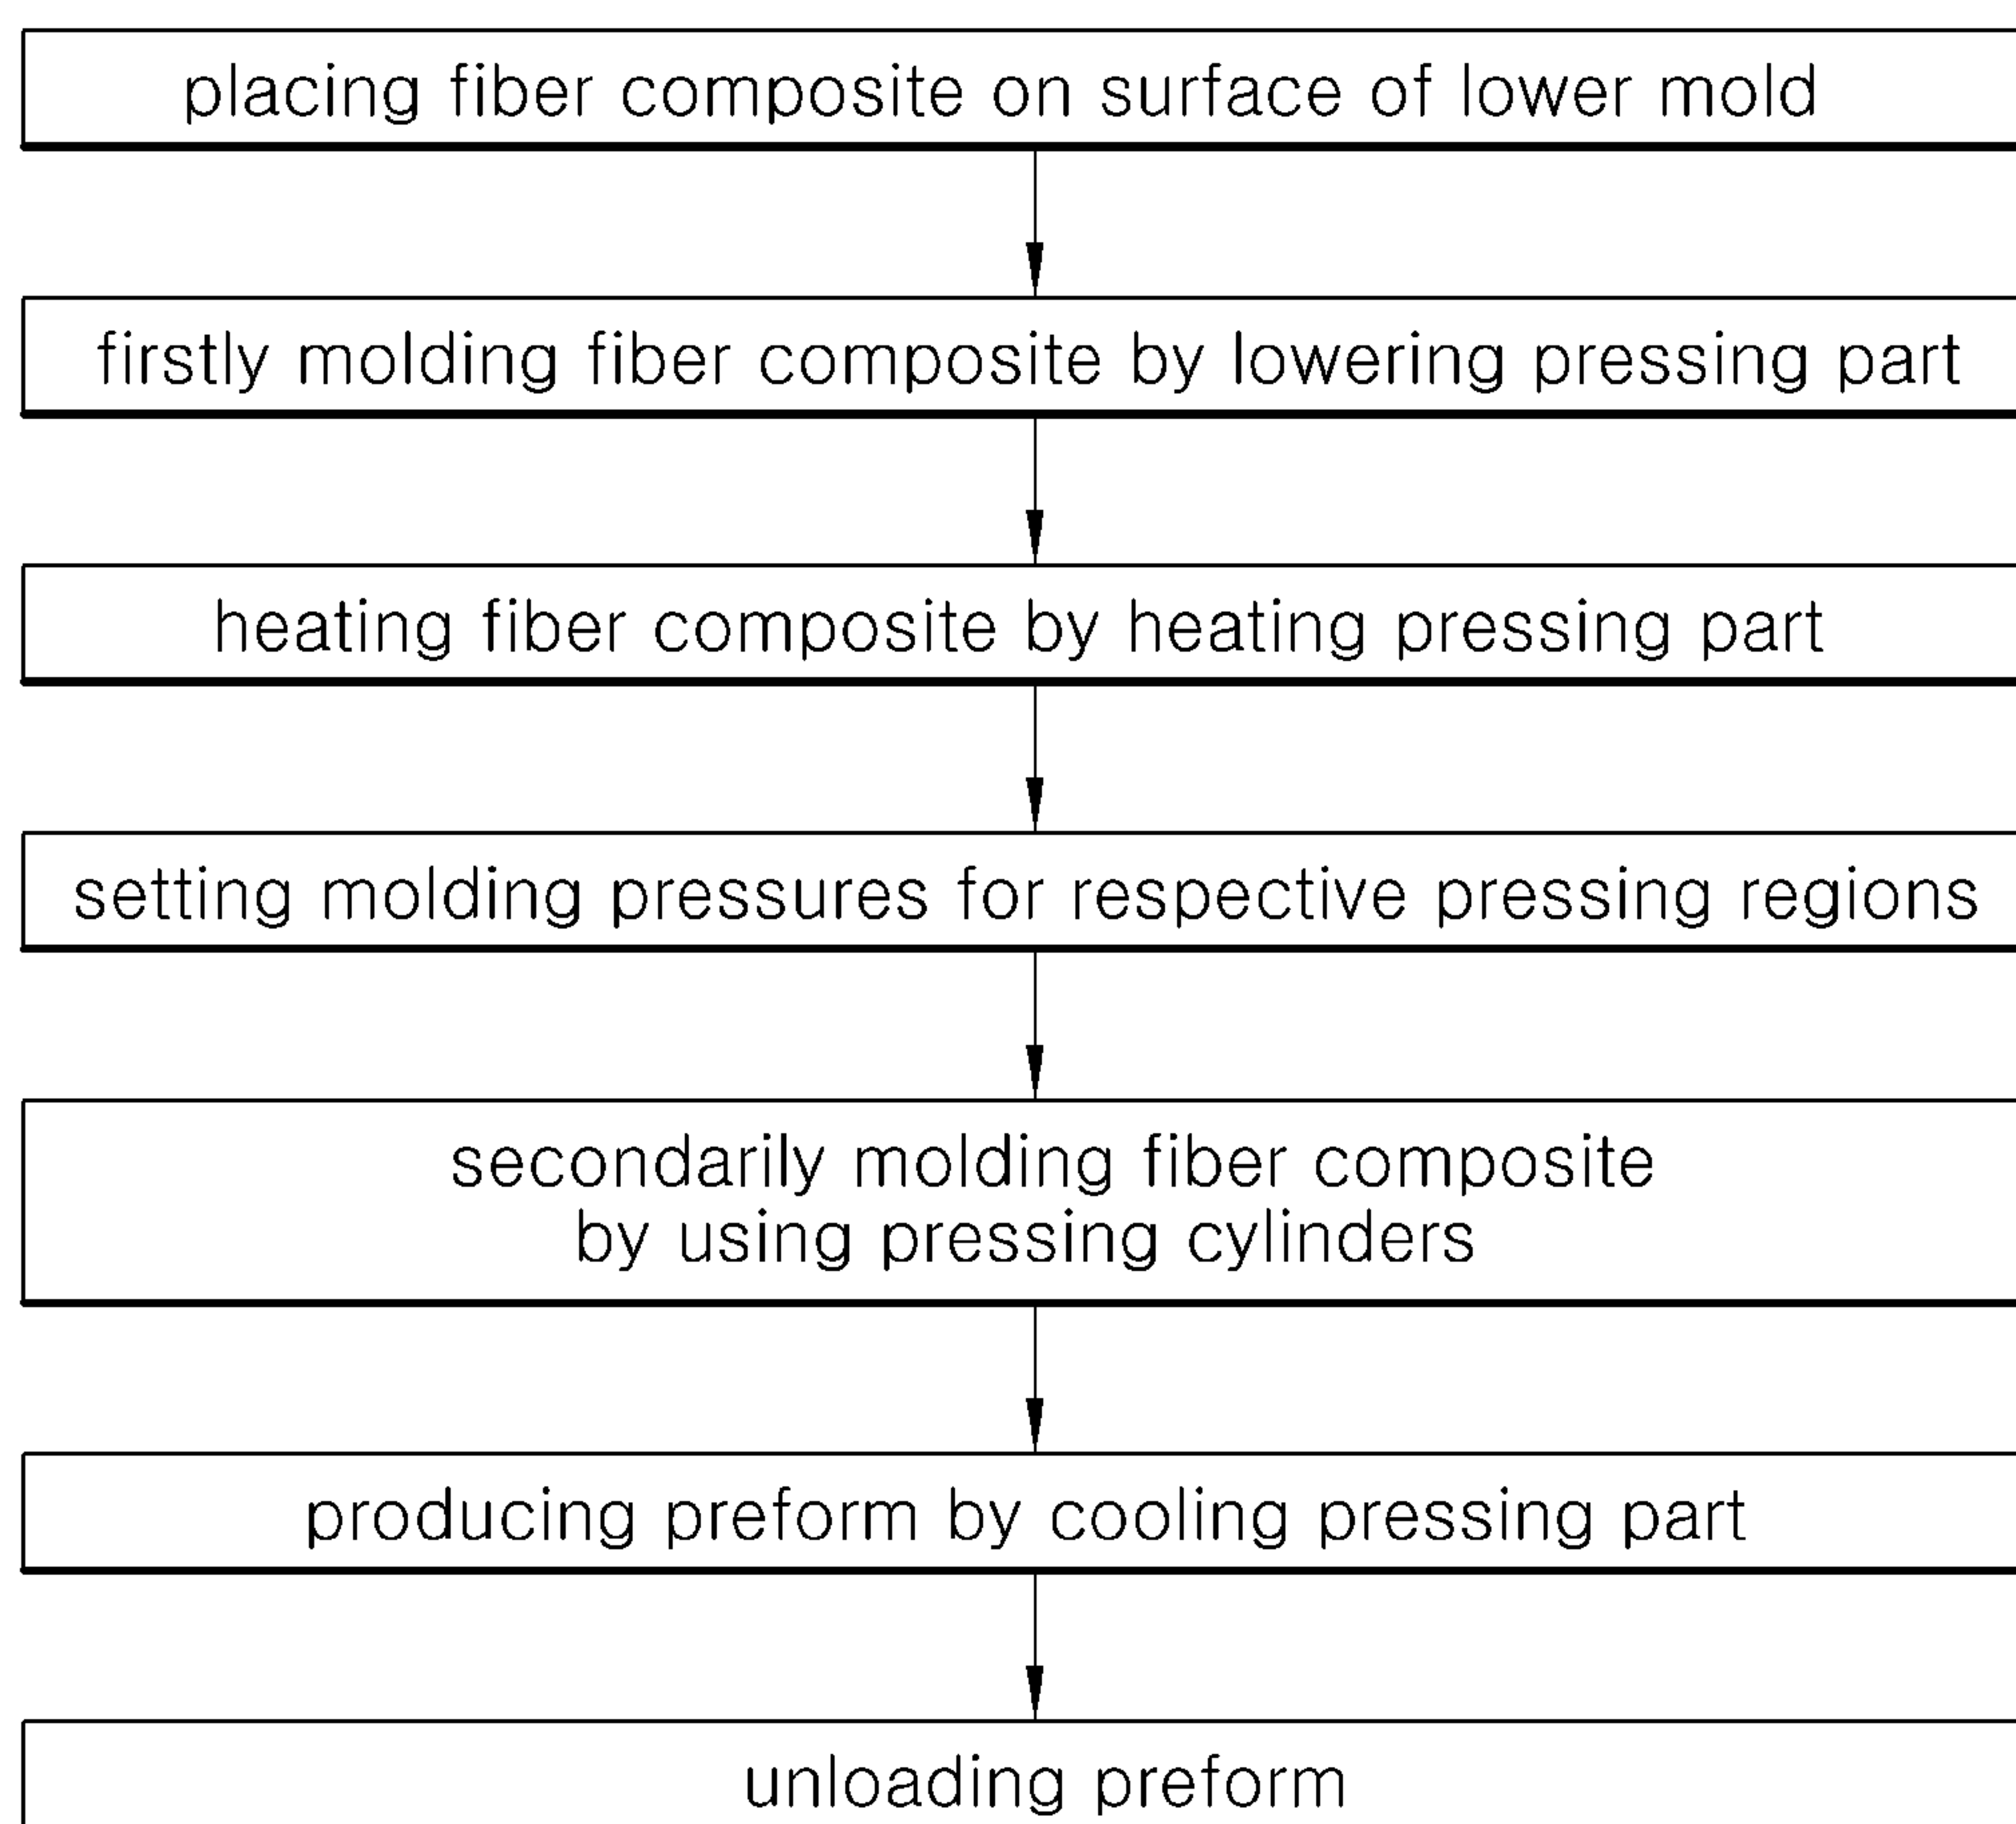 placing fiber composite on surface of lower mold
firstly molding fiber composite by lowering pressing part
heating fiber composite by heating pressing part
setting molding pressures for respective pressing regions
secondarily molding fiber composite
by using pressing cylinders
producing preform by cooling pressing part
unloading preform